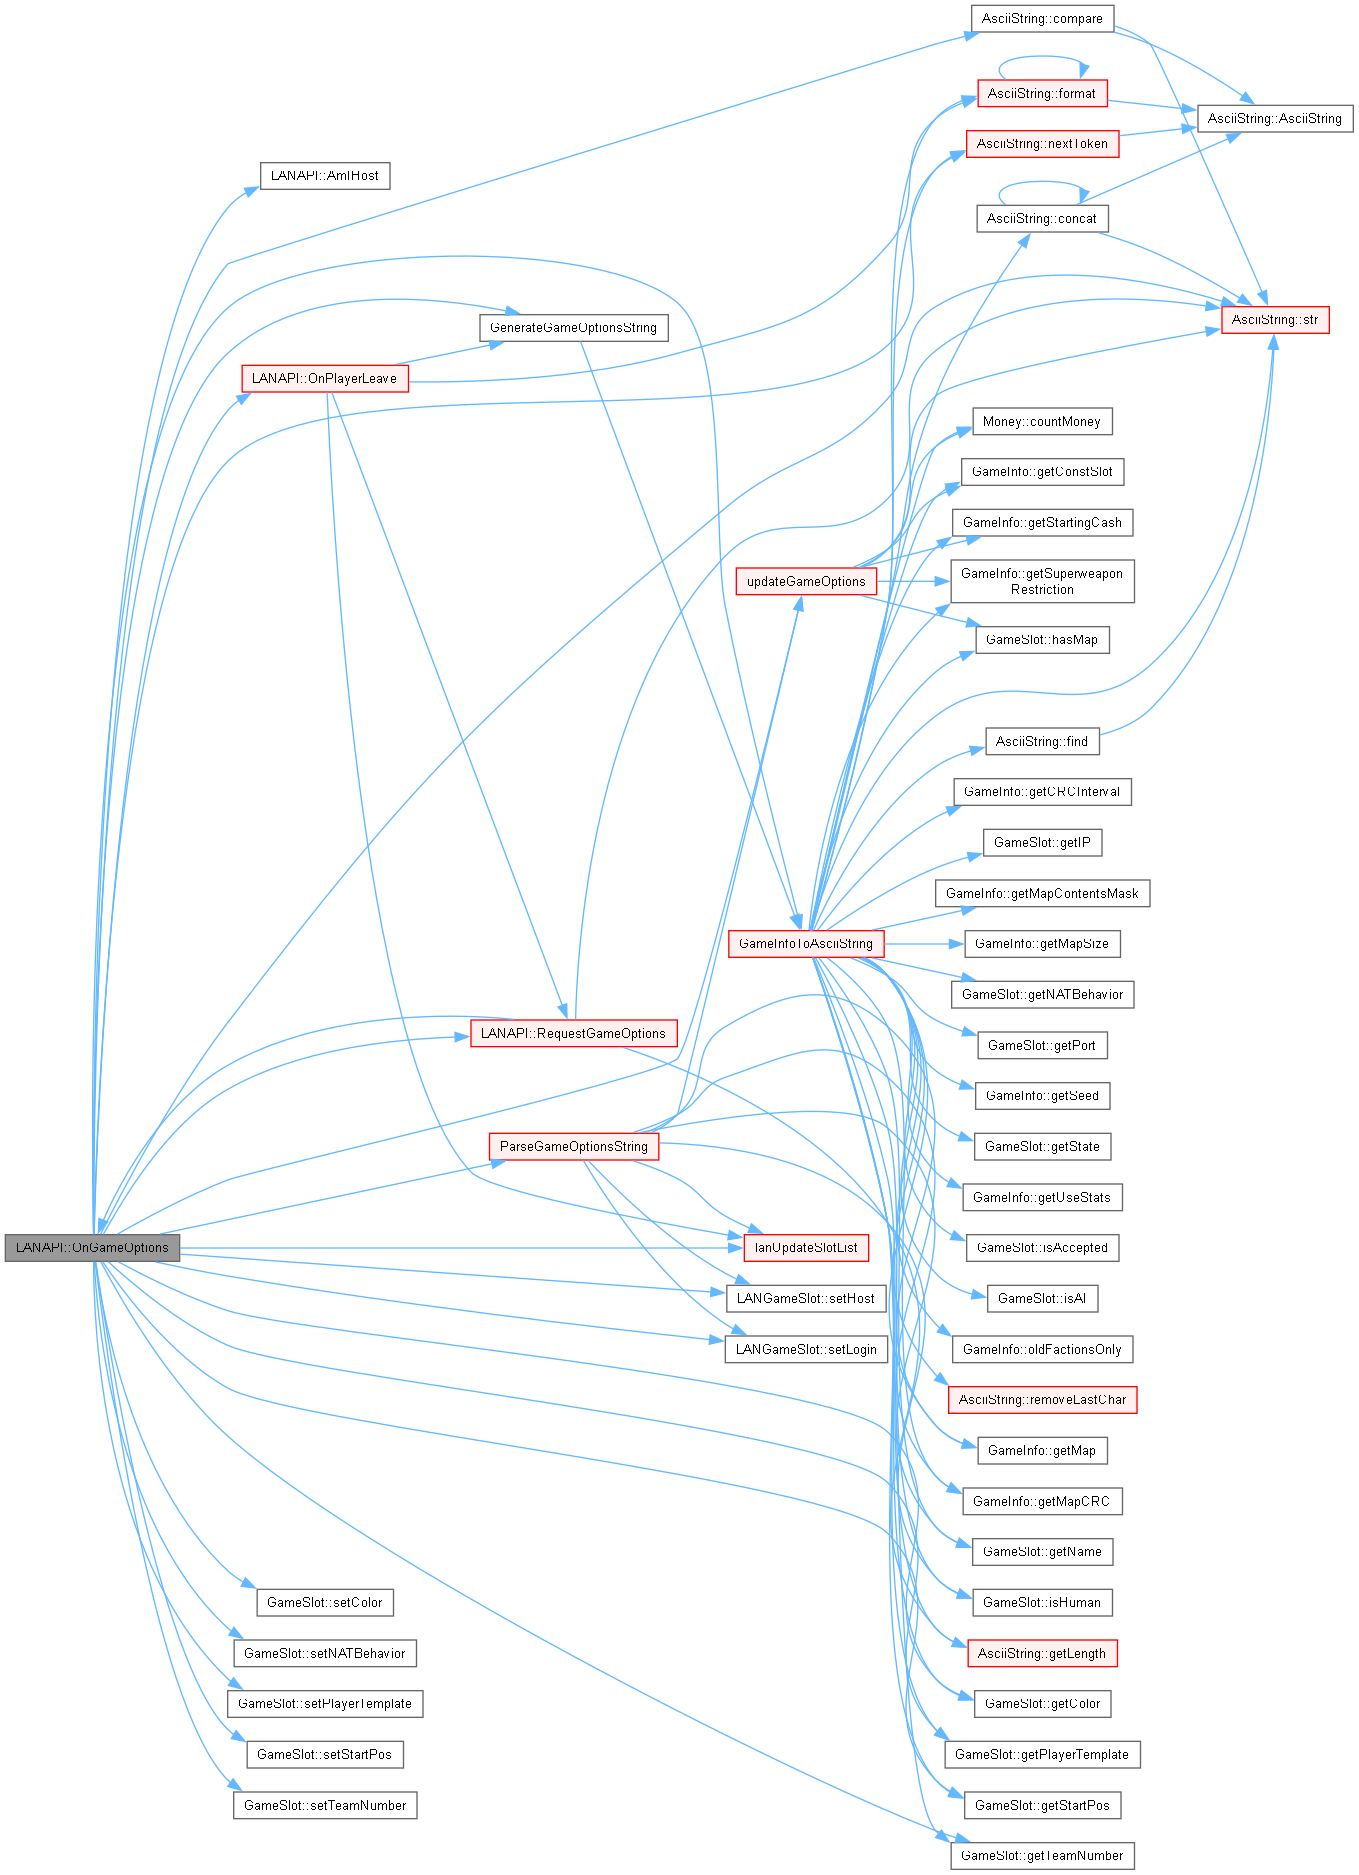 AsciiString::compare
AsciiString::format
AsciiString::AsciiString
AsciiString::nextToken
LANAPI::AmIHost
AsciiString::concat
AsciiString::str
GenerateGameOptionsString
LANAPI::OnPlayerLeave
Money::countMoney
GameInfo::getConstSlot
GameInfo::getStartingCash
updateGameOptions
GameInfo::getSuperweapon
Restriction
GameSlot::hasMap
AsciiString::find
GameInfo::getCRCInterval
GameSlot::getIP
GameInfo::getMapContentsMask
GameInfoToAsciiString
GameInfo::getMapSize
GameSlot::getNATBehavior
LANAPI::RequestGameOptions
GameSlot::getPort
GameInfo::getSeed
ParseGameOptionsString
GameSlot::getState
GameInfo::getUseStats
LANAPI::OnGameOptions
lanUpdateSlotList
GameSlot::isAccepted
LANGameSlot::setHost
GameSlot::isAI
LANGameSlot::setLogin
GameInfo::oldFactionsOnly
AsciiString::removeLastChar
GameInfo::getMap
GameInfo::getMapCRC
GameSlot::getName
GameSlot::setColor
GameSlot::isHuman
GameSlot::setNATBehavior
AsciiString::getLength
GameSlot::setPlayerTemplate
GameSlot::getColor
GameSlot::setStartPos
GameSlot::getPlayerTemplate
GameSlot::setTeamNumber
GameSlot::getStartPos
GameSlot::getTeamNumber